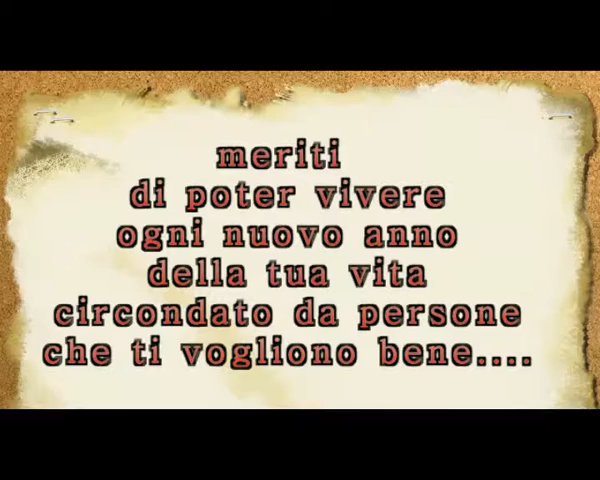 meriti
di poter vivere
ogni nuovo anno
della tua vita
circondato da persone
che ti vogliono bene....